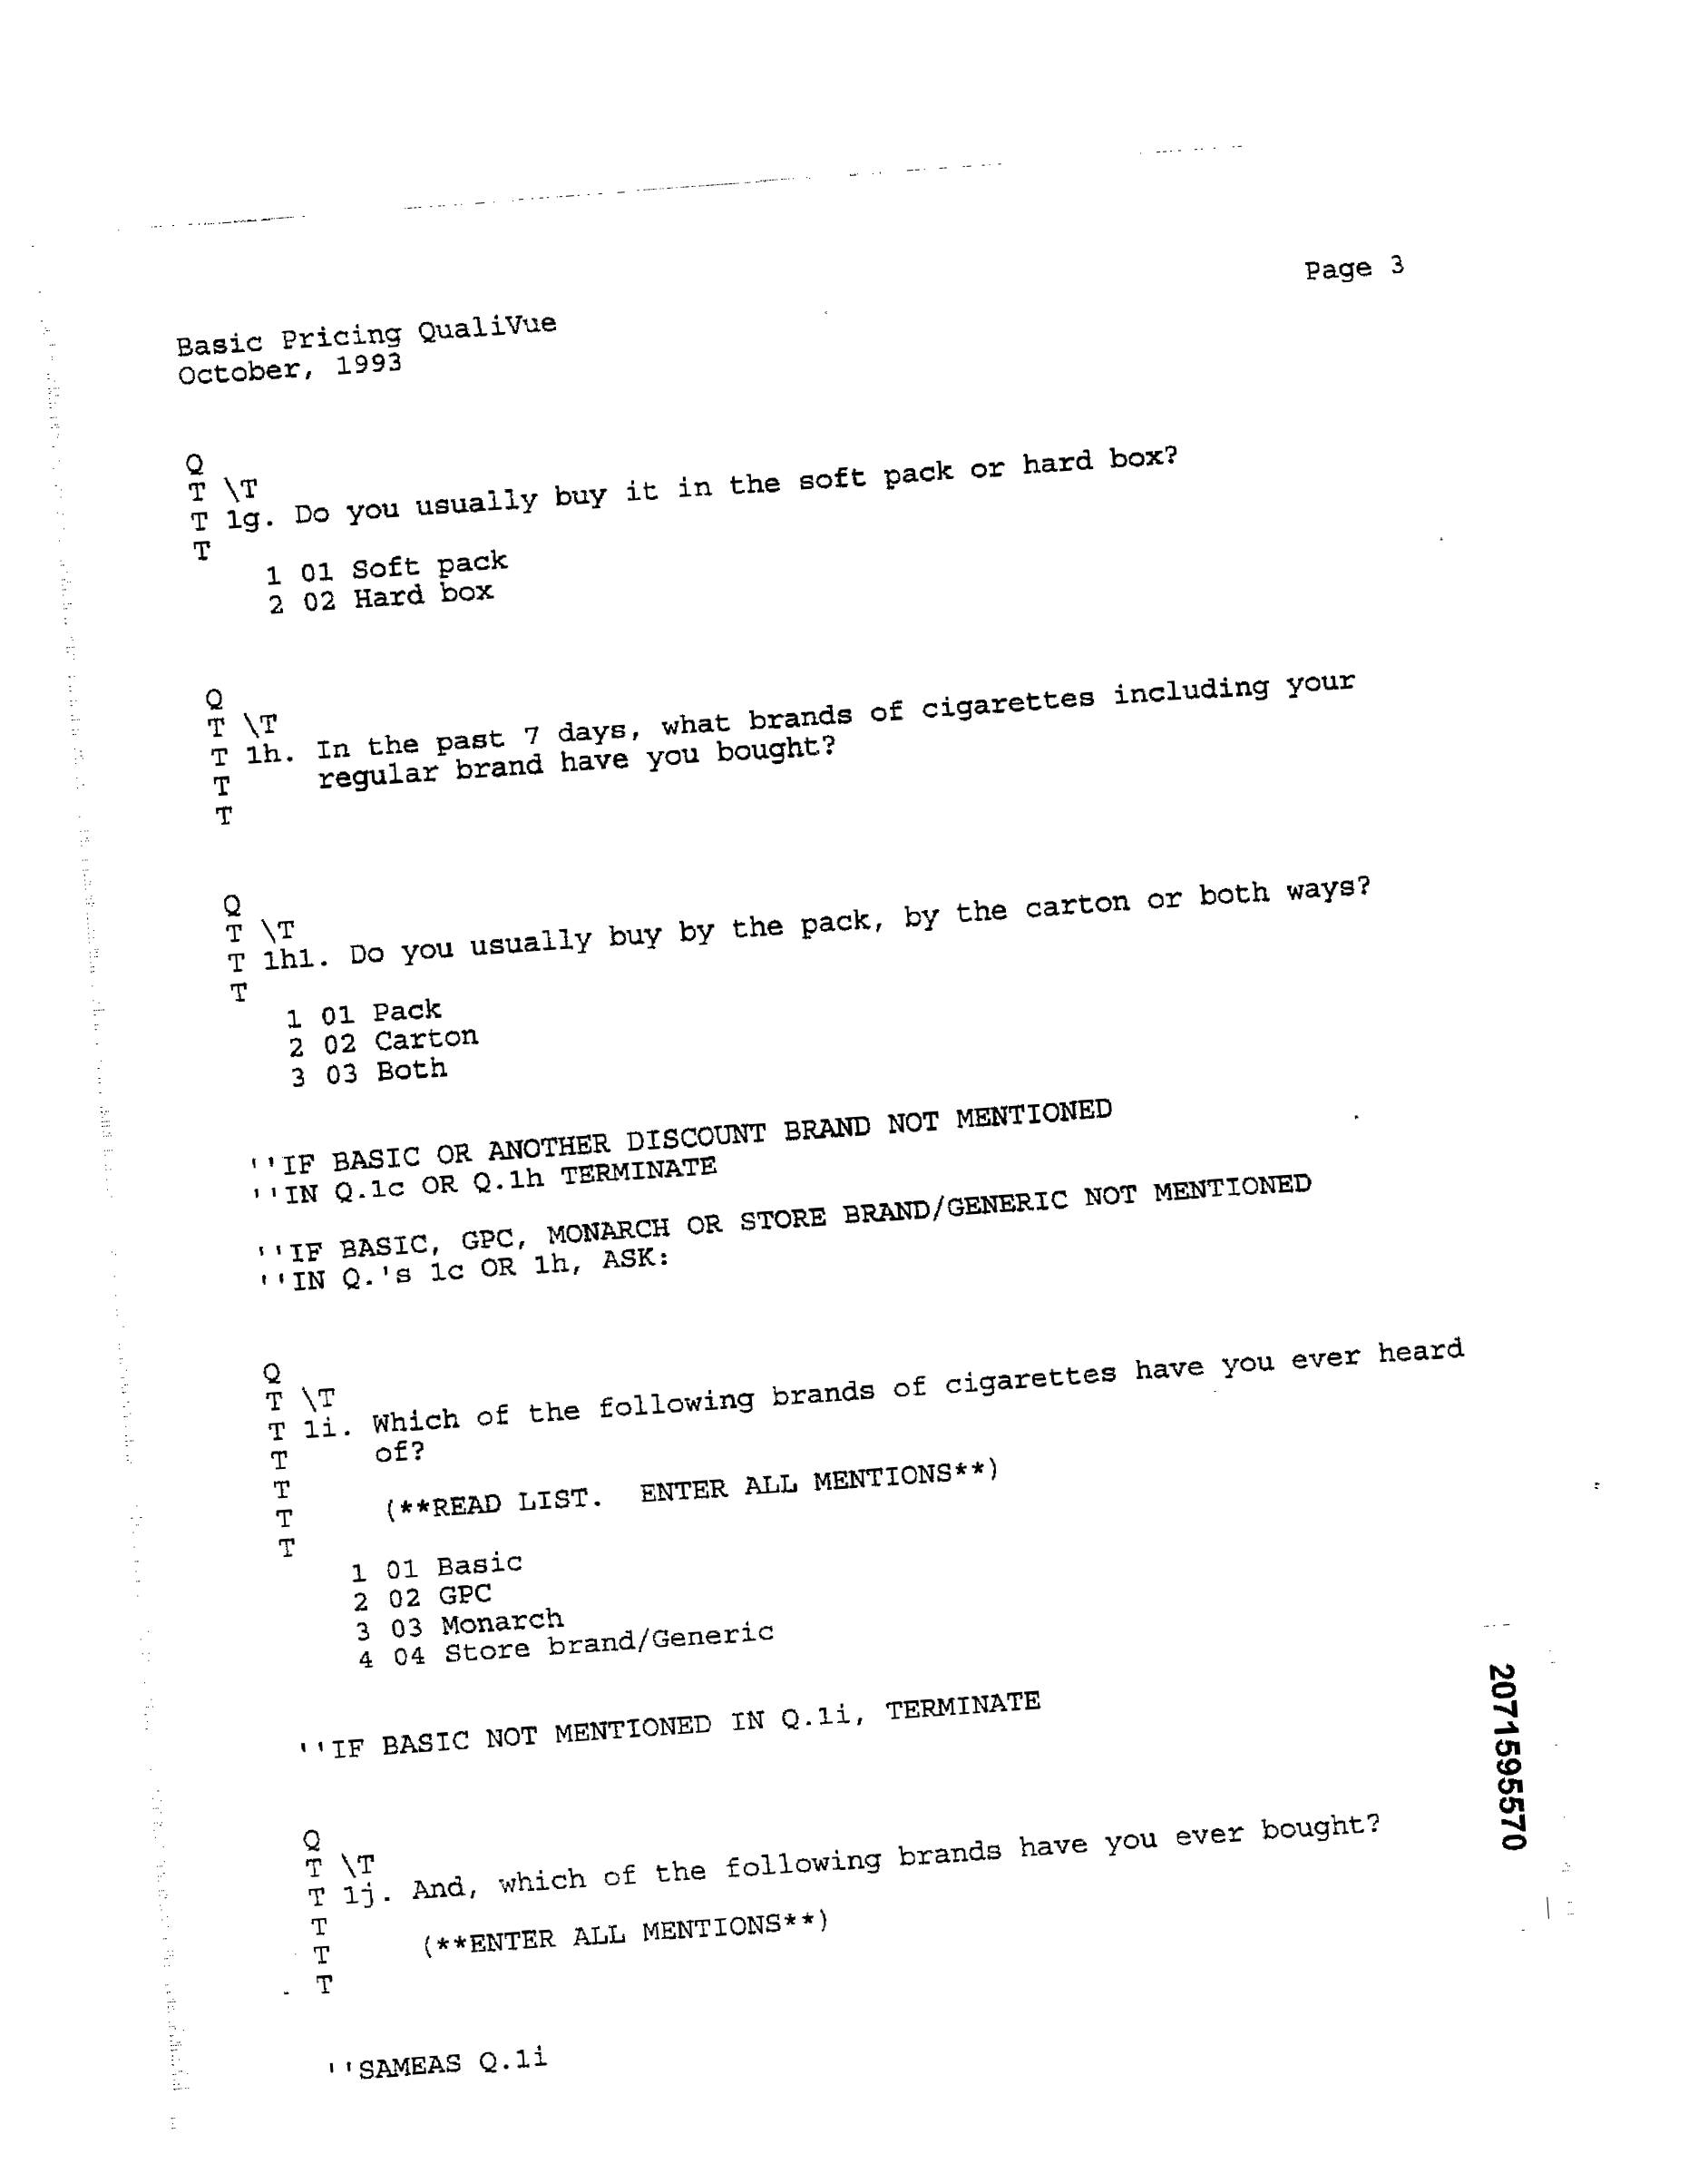 Page 3
Basic Pricing QualiVue
October, 1993
Q
T \T
T 1g. Do you usually buy it in the soft pack or hard box?
T
1 01 Soft pack
2 02 Hard box
Q
T \T
T 1h. In the past 7 days, what brands of cigarettes including your
T regular brand have you bought?
T
Q
T \T
T 1h1. Do you usually buy by the pack, by the carton or both ways?
T
1 01 Pack
2 02 Carton
3 03 Both
''IF BASIC OR ANOTHER DISCOUNT BRAND NOT MENTIONED
''IN Q.1c OR Q.1h TERMINATE
''IF BASIC, GPC, MONARCH OR STORE BRAND/GENERIC NOT MENTIONED
''IN Q.'s 1c OR 1h, ASK:
Q
T \T
T 1i. Which of the following brands of cigarettes have you ever heard
T of?
T
T (**READ LIST. ENTER ALL MENTIONS**)
T
1 01 Basic
2 02 GPC
3 03 Monarch
4 04 Store brand/Generic
''IF BASIC NOT MENTIONED IN Q.1i, TERMINATE
Q
T \T
T 1j. And, which of the following brands have you ever bought?
T
T (**ENTER ALL MENTIONS**)
T
''SAMEAS Q.1i
2071595570